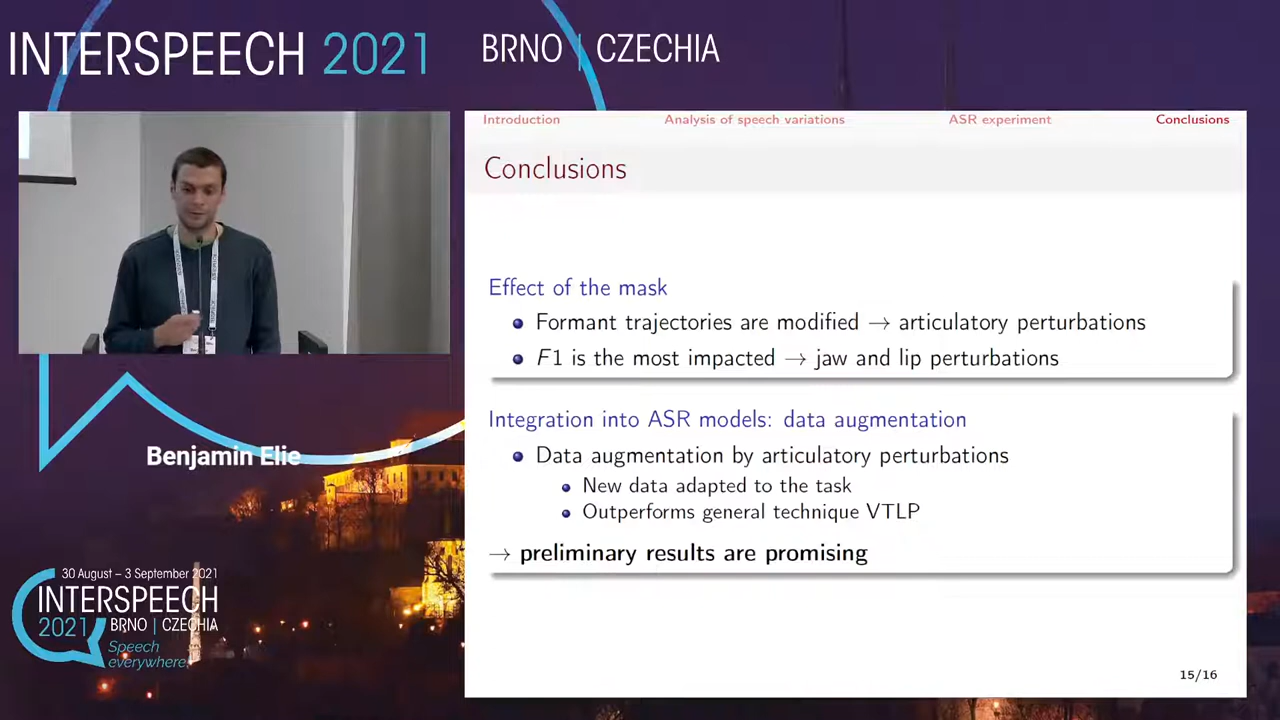 INTERSPEECH 2021 BRNO | CZECHIA
Introduction Analysis of speech variations ASR experiment Conclusions
Conclusions
Effect of the mask
Formant trajectories are modified → articulatory perturbations
F1 is the most impacted → jaw and lip perturbations
Integration into ASR models: data augmentation
Data augmentation by articulatory perturbations
New data adapted to the task
Outperforms general technique VTLP
→ preliminary results are promising
15/16
Benjamin Elie
30 August – 3 September 2021
INTERSPEECH
2021 BRNO | CZECHIA
Speech
everywhere